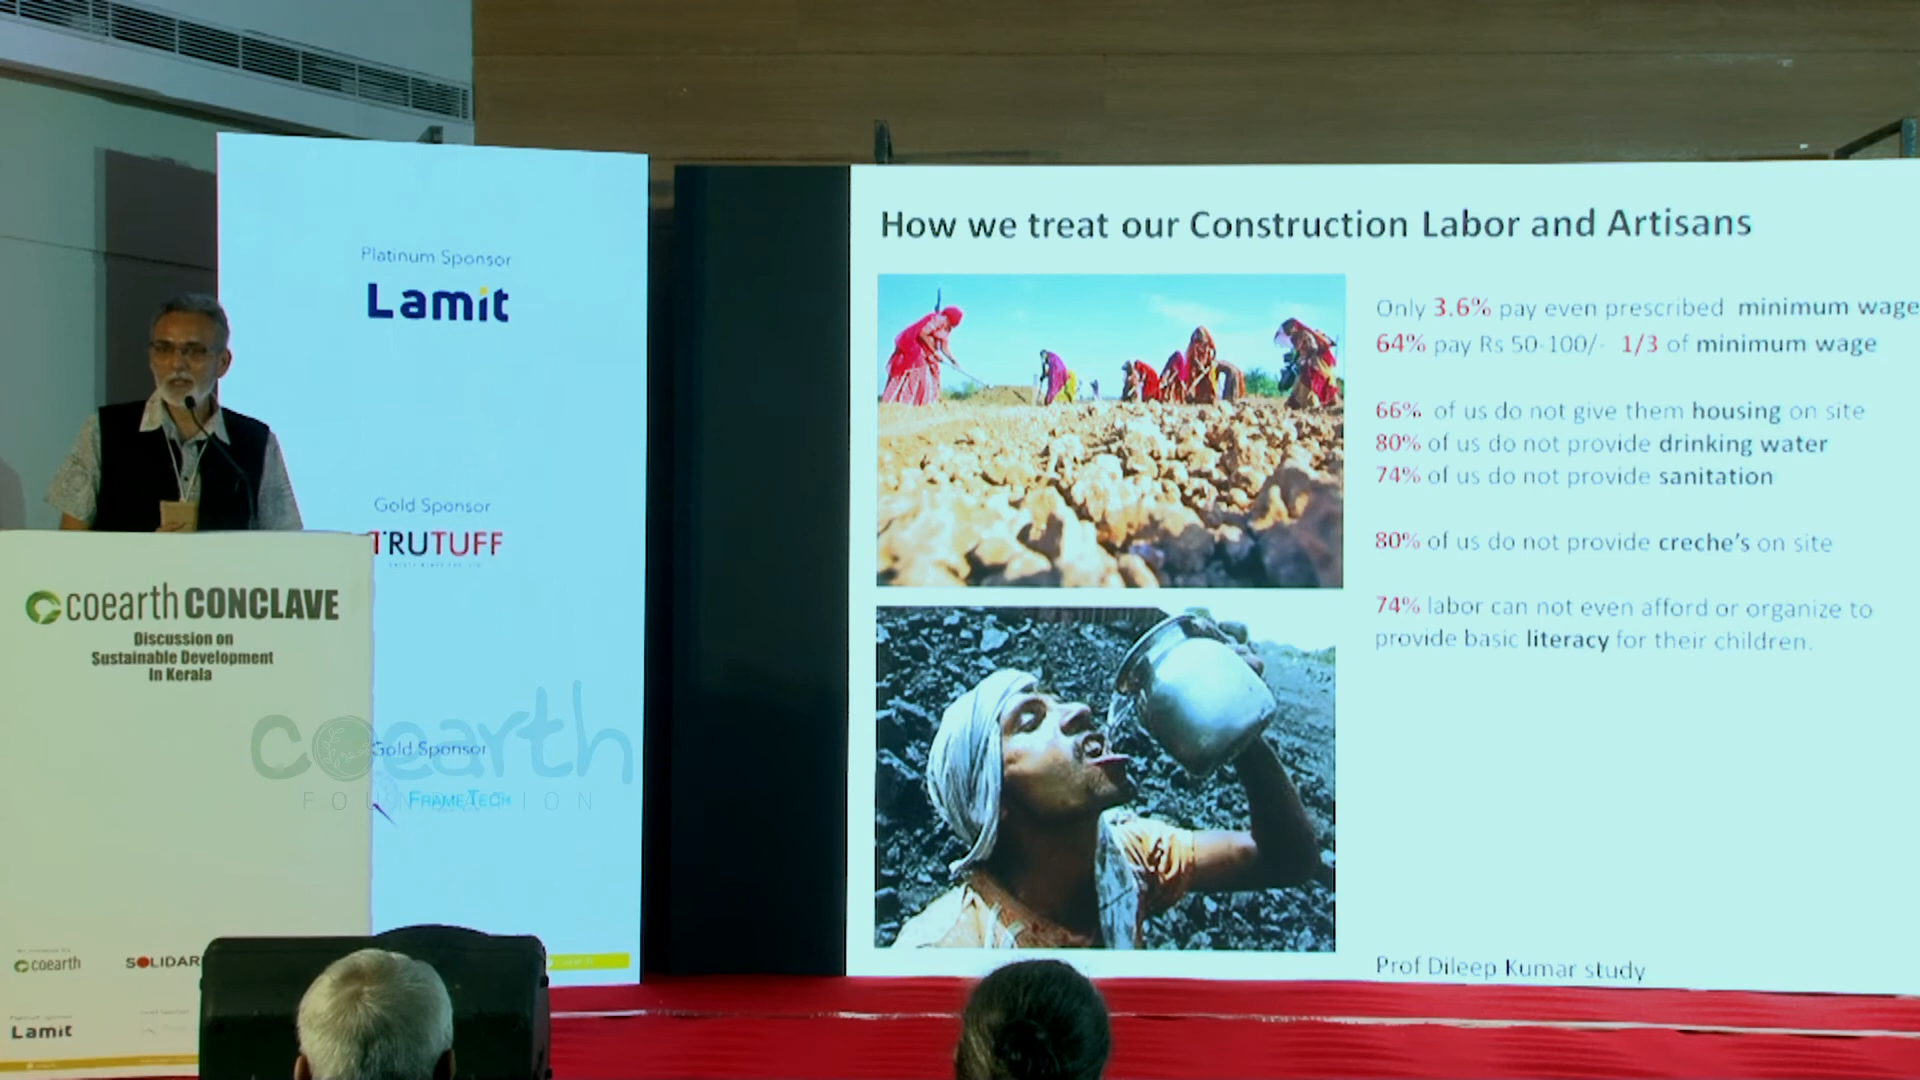 Platinum Sponsor
Lamit
Gold Sponsor
TRUTUFF
Gold Sponsor
FRAMETECH
coearth
FOUNDATION
coearth CONCLAVE
Discussion on
Sustainable Development
In Kerala
coearth
SOLIDAR
Lamit
How we treat our Construction Labor and Artisans
Only 3.6% pay even prescribed minimum wage
64% pay Rs 50-100/- 1/3 of minimum wage
66% of us do not give them housing on site
80% of us do not provide drinking water
74% of us do not provide sanitation
80% of us do not provide creche's on site
74% labor can not even afford or organize to
provide basic literacy for their children.
Prof Dileep Kumar study